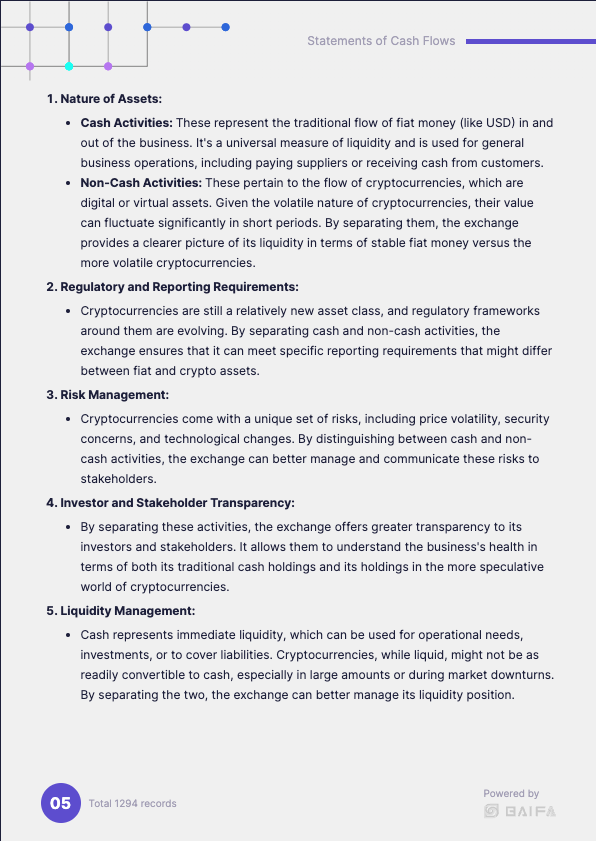 Statements of Cash Flows
1. Nature of Assets:
• Cash Activities: These represent the traditional flow of fiat money (like USD) in and
out of the business. It's a universal measure of liquidity and is used for general
business operations, including paying suppliers or receiving cash from customers.
• Non-Cash Activities: These pertain to the flow of cryptocurrencies, which are
digital or virtual assets. Given the volatile nature of cryptocurrencies, their value
can fluctuate significantly in short periods. By separating them, the exchange
provides a clearer picture of its liquidity in terms of stable fiat money versus the
more volatile cryptocurrencies.
2. Regulatory and Reporting Requirements:
• Cryptocurrencies are still a relatively new asset class, and regulatory frameworks
around them are evolving. By separating cash and non-cash activities, the
exchange ensures that it can meet specific reporting requirements that might differ
between fiat and crypto assets.
3. Risk Management:
• Cryptocurrencies come with a unique set of risks, including price volatility, security
concerns, and technological changes. By distinguishing between cash and non-
cash activities, the exchange can better manage and communicate these risks to
stakeholders.
4. Investor and Stakeholder Transparency:
• By separating these activities, the exchange offers greater transparency to its
investors and stakeholders. It allows them to understand the business's health in
terms of both its traditional cash holdings and its holdings in the more speculative
world of cryptocurrencies.
5. Liquidity Management:
• Cash represents immediate liquidity, which can be used for operational needs,
investments, or to cover liabilities. Cryptocurrencies, while liquid, might not be as
readily convertible to cash, especially in large amounts or during market downturns.
By separating the two, the exchange can better manage its liquidity position.
05
Total 1294 records
Powered by
BAIFA